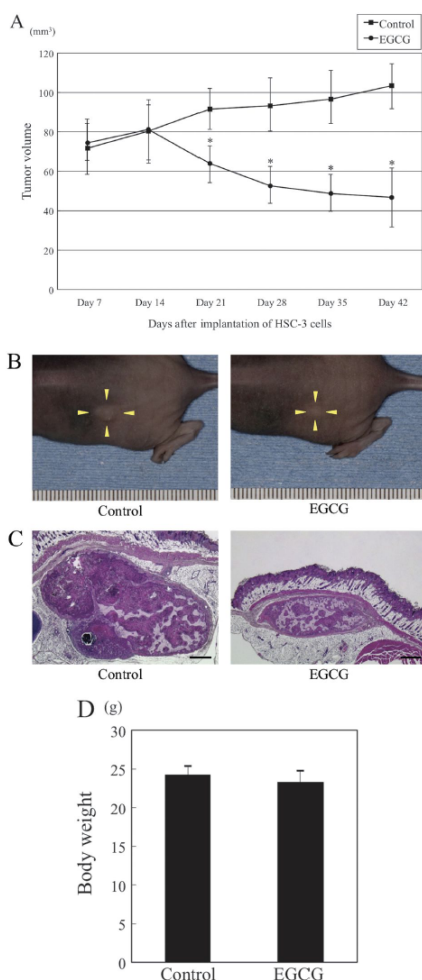 A
(mm³)
Control
EGCG
120
100
80
60
40
20
0
Tumor volume
*
*
*
*
Day 7 Day 14 Day 21 Day 28 Day 35 Day 42
Days after implantation of HSC-3 cells
B
Control EGCG
C
Control EGCG
D (g)
30
25
20
15
10
5
0
Body weight
Control EGCG